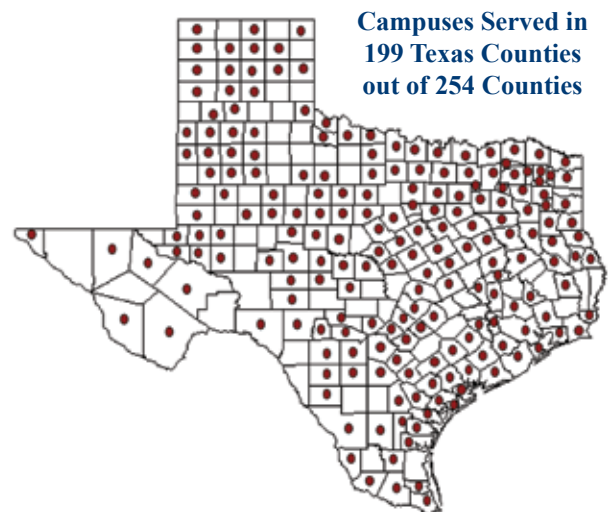 Campuses Served in
199 Texas Counties
out of 254 Counties